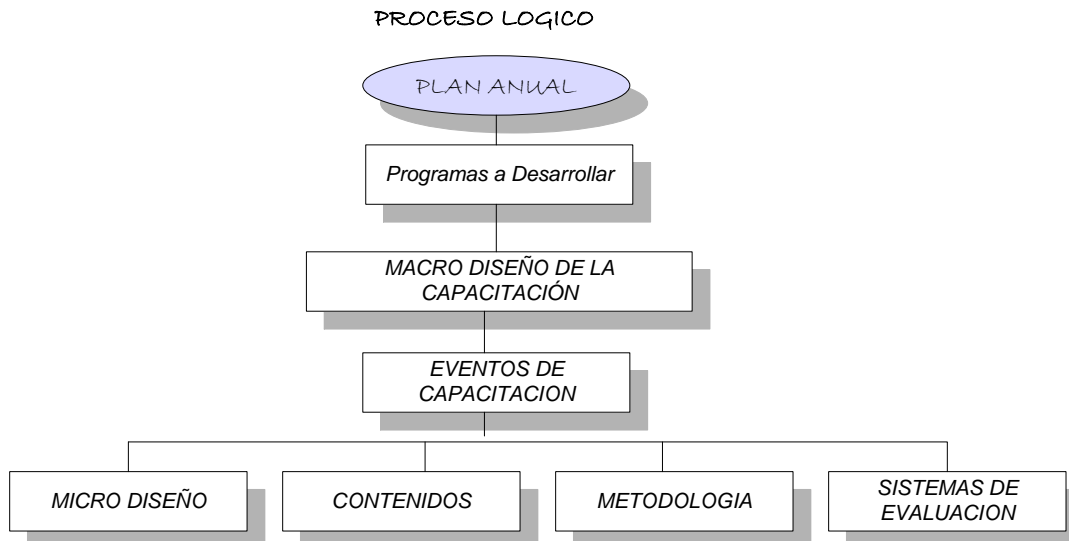 PROCESO LOGICO
PLAN ANUAL
Programas a Desarrollar
MACRO DISEÑO DE LA
CAPACITACIÓN
EVENTOS DE
CAPACITACION
MICRO DISEÑO
CONTENIDOS
METODOLOGIA
SISTEMAS DE
EVALUACION